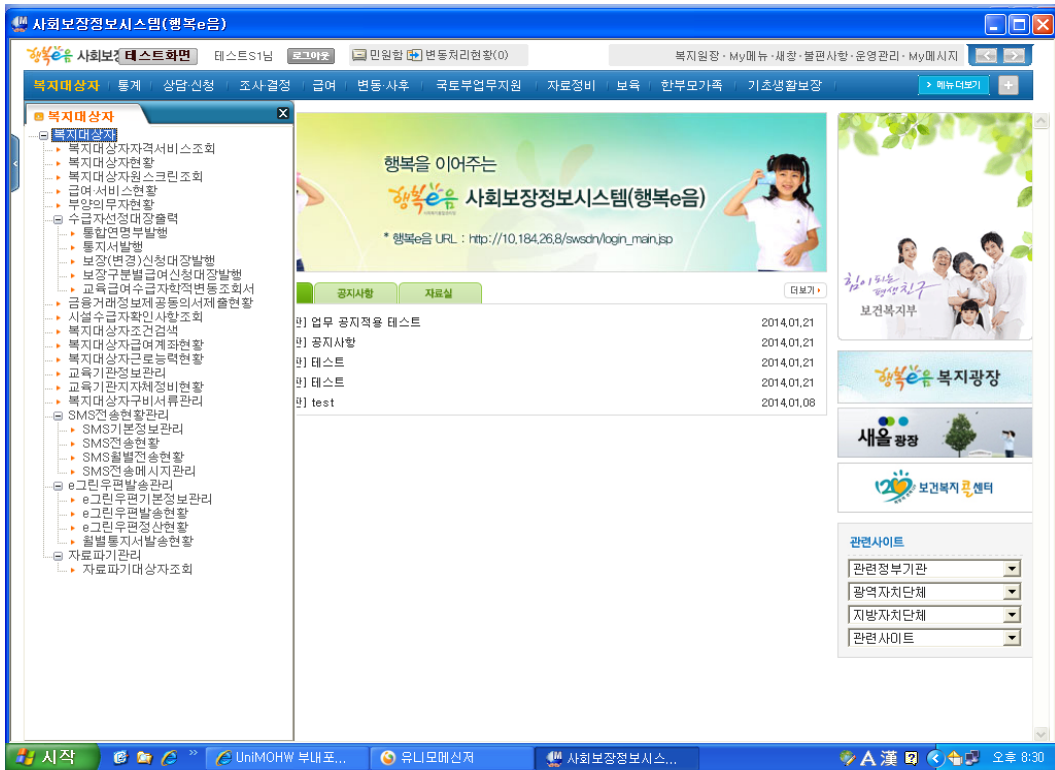 사회보장정보시스템(행복e음)
행복e음 사회보장 테스트화면 테스트S1님 로그아웃 민원함 변동처리현황(0) 복지원장·My메뉴·새창·불편사항·운영관리·My메시지
복지대상자 통계 상담·신청 조사·결정 급여 변동·사후 국토부업무지원 자료정비 보육 한부모가족 기초생활보장 > 메뉴더보기 +
복지대상자
복지대상자
복지대상자자격서비스조회
복지대상자현황
복지대상자원스크린조회
급여·서비스현황
부양의무자현황
수급자선정대장출력
통합연명부발행
통지서발행
보장(변경)신청대장발행
보장구분별급여신청대장발행
교육급여수급자학적변동조회서
금융거래정보제공동의서제출현황
시설수급자확인사항조회
복지대상자조건검색
복지대상자급여계좌현황
복지대상자근로능력현황
교육기관정보관리
교육기관지자체정비현황
복지대상자구비서류관리
SMS전송현황관리
SMS기본정보관리
SMS전송현황
SMS월별전송현황
SMS전송메시지관리
e그린우편발송관리
e그린우편기본정보관리
e그린우편발송현황
e그린우편정산현황
월별통지서발송현황
자료파기관리
자료파기대상자조회
행복을 이어주는
행복e음 사회보장정보시스템(행복e음)
* 행복e음 URL : http://10,184,26,8/swsdn/login_main.jsp
공지사항 자료실 더보기
판] 업무 공지적용 테스트 2014,01,21
판] 공지사항 2014,01,21
판] 테스트 2014,01,21
판] 테스트 2014,01,21
판] test 2014,01,08
힘이 되는
평생친구
보건복지부
행복e음 복지광장
새올 광장
129 보건복지콜센터
관련사이트
관련정부기관
광역자치단체
지방자치단체
관련사이트
시작 UniMOHW 부내포... 유니모메신저 사회보장정보시스... A 漢 오후 8:30